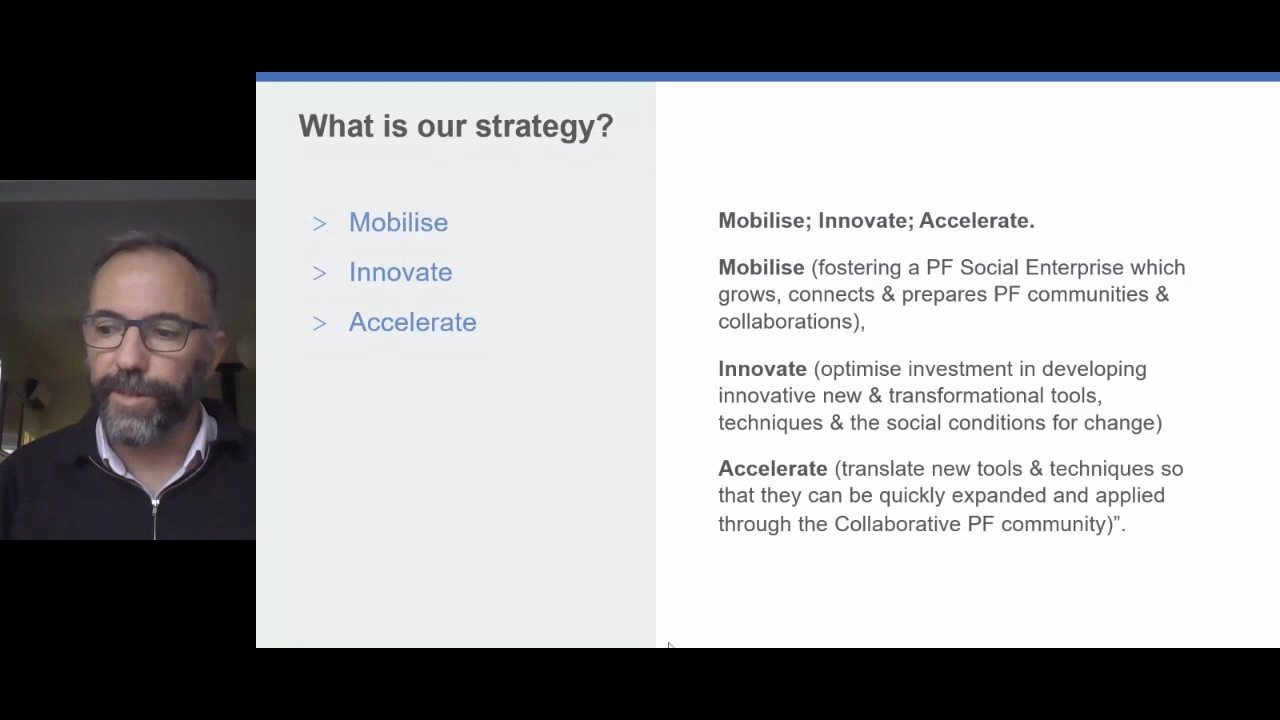 What is our strategy?
> Mobilise
> Innovate
> Accelerate
Mobilise; Innovate; Accelerate.
Mobilise (fostering a PF Social Enterprise which
grows, connects & prepares PF communities &
collaborations),
Innovate (optimise investment in developing
innovative new & transformational tools,
techniques & the social conditions for change)
Accelerate (translate new tools & techniques so
that they can be quickly expanded and applied
through the Collaborative PF community)”.